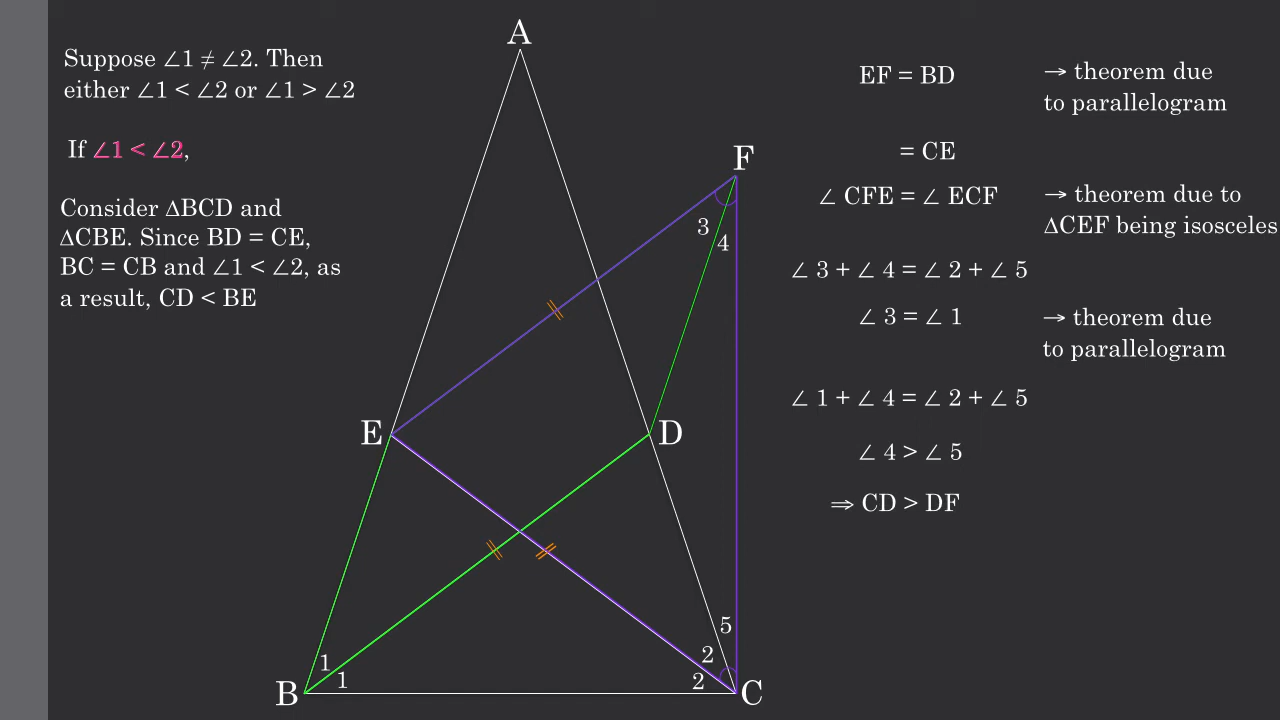 Suppose ∠1 ≠ ∠2. Then
either ∠1 < ∠2 or ∠1 > ∠2
If ∠1 < ∠2,
Consider ΔBCD and
ΔCBE. Since BD = CE,
BC = CB and ∠1 < ∠2, as
a result, CD < BE
A
F
3
4
E
D
5
1
2
1
2
B
C
EF = BD
→ theorem due
to parallelogram
= CE
∠ CFE = ∠ ECF
→ theorem due to
ΔCEF being isosceles
∠ 3 + ∠ 4 = ∠ 2 + ∠ 5
∠ 3 = ∠ 1
→ theorem due
to parallelogram
∠ 1 + ∠ 4 = ∠ 2 + ∠ 5
∠ 4 > ∠ 5
⇒ CD > DF